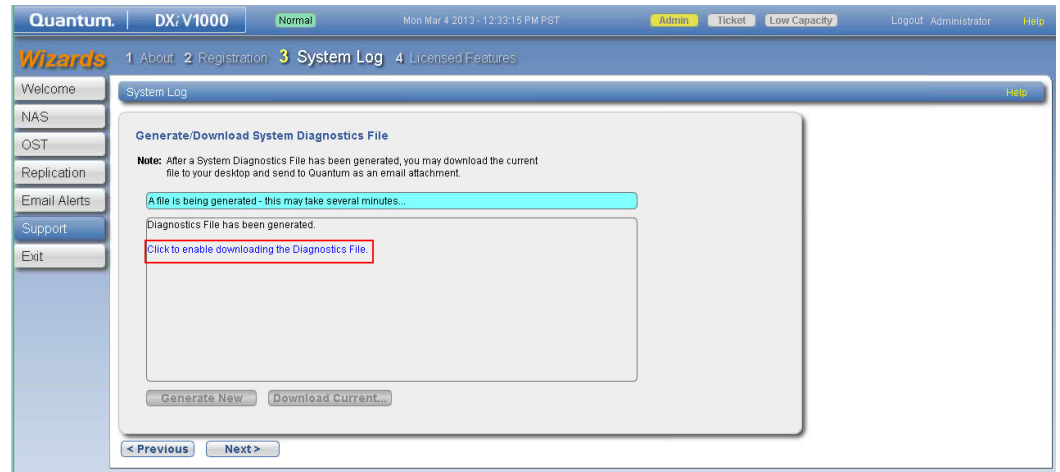 Quantum. DXi V1000 Normal Mon Mar 4 2013 - 12:33:15 PM PST Admin Ticket Low Capacity Logout Administrator Help
Wizards 1 About 2 Registration 3 System Log 4 Licensed Features
Welcome
NAS
OST
Replication
Email Alerts
Support
Exit
System Log Help
Generate/Download System Diagnostics File
Note: After a System Diagnostics File has been generated, you may download the current
file to your desktop and send to Quantum as an email attachment.
A file is being generated - this may take several minutes...
Diagnostics File has been generated.
Click to enable downloading the Diagnostics File.
Generate New Download Current...
< Previous Next >